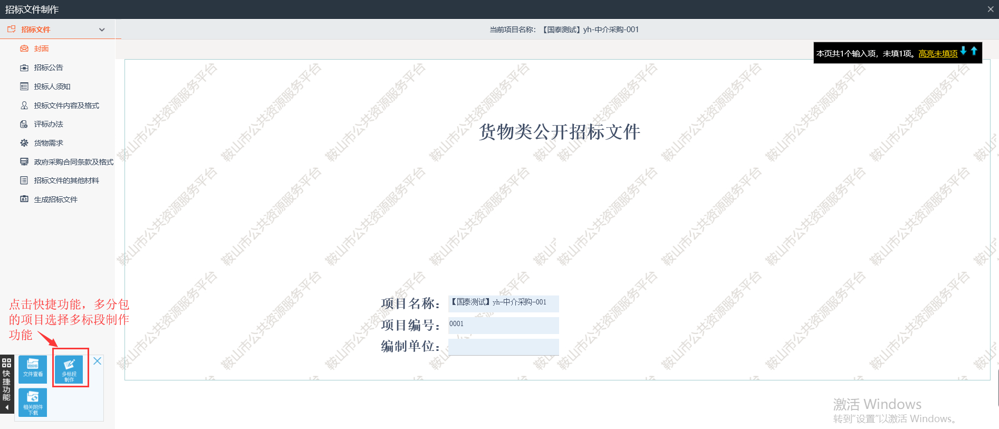 招标文件制作
招标文件
当前项目名称：【国泰测试】yh-中介采购-001
本页共1个输入项，未填1项。高亮未填项
封面
招标公告
投标人须知
投标文件内容及格式
评标办法
货物需求
政府采购合同条款及格式
招标文件的其他材料
生成招标文件
鞍山市公共资源服务平台
货物类公开招标文件
项目名称：【国泰测试】yh-中介采购-001
项目编号：0001
编制单位：
点击快捷功能，多分包
的项目选择多标段制作
功能
快捷功能
文件查看
多标段
制作
相关附件
下载
激活 Windows
转到“设置”以激活 Windows。